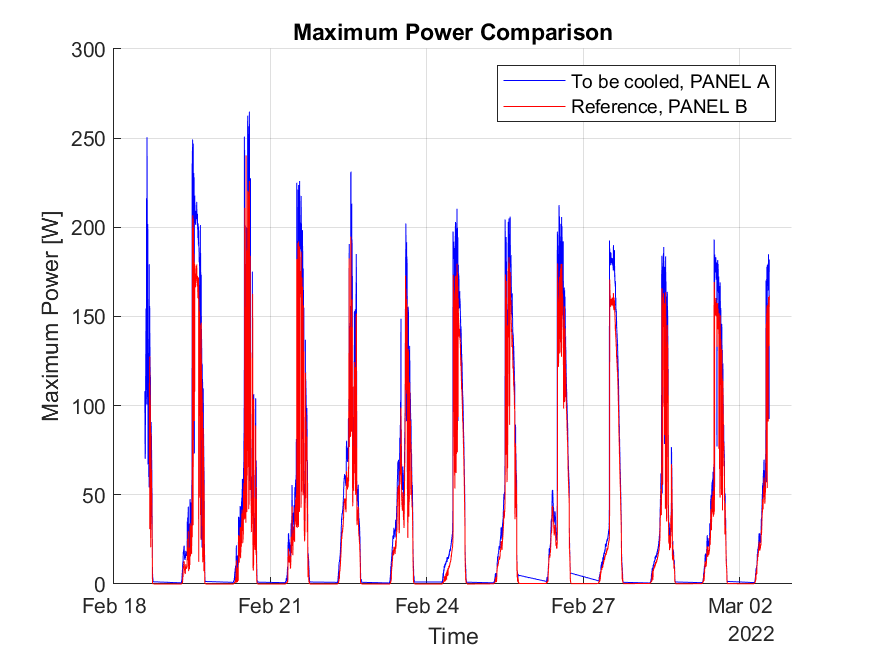 Maximum Power Comparison
300
250
200
150
100
50
0
Maximum Power [W]
To be cooled, PANEL A
Reference, PANEL B
Feb 18 Feb 21 Feb 24 Feb 27 Mar 02
2022
Time